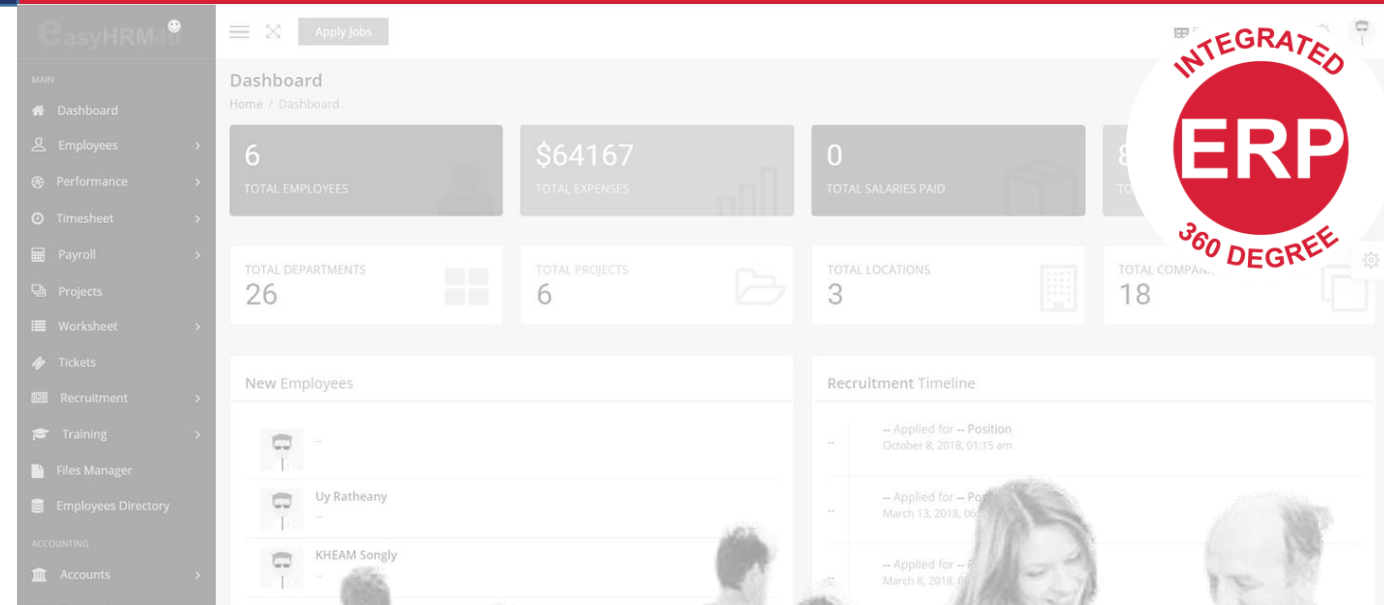 easyHRM4u
Apply Jobs
INTEGRATED
ERP
360 DEGREE
MAIN
Dashboard
Employees
Performance
Timesheet
Payroll
Projects
Worksheet
Tickets
Recruitment
Training
Files Manager
Employees Directory
ACCOUNTING
Accounts
Dashboard
Home / Dashboard
6
TOTAL EMPLOYEES
$64167
TOTAL EXPENSES
0
TOTAL SALARIES PAID
TOTAL DEPARTMENTS
26
TOTAL PROJECTS
6
TOTAL LOCATIONS
3
TOTAL
18
New Employees
--
Uy Ratheany
--
KHEAM Songly
--
Recruitment Timeline
--
-- Applied for -- Position
October 8, 2018, 01:15 am
--
-- Applied for --
March 13, 2018,
--
-- Applied for --
March 8, 2018,